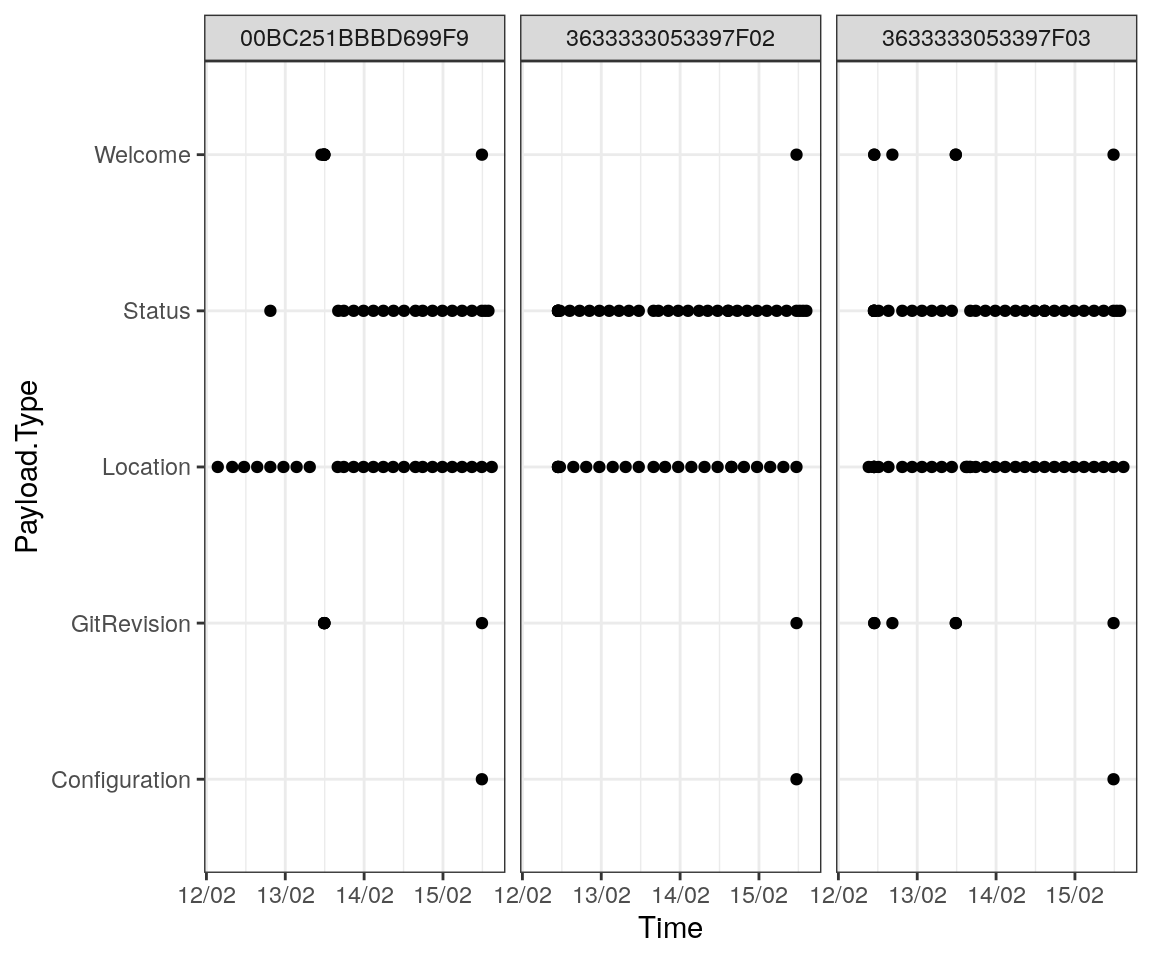 00BC251BBBD699F9 3633333053397F02 3633333053397F03
Welcome
Status
Location
GitRevision
Configuration
Payload.Type
12/02 13/02 14/02 15/02 12/02 13/02 14/02 15/02 12/02 13/02 14/02 15/02
Time